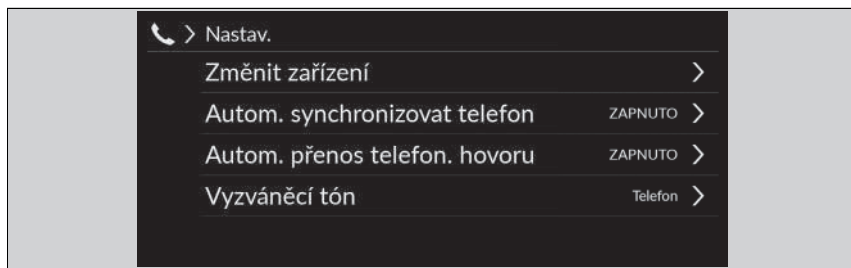 Nastav.
Změnit zařízení
Autom. synchronizovat telefon ZAPNUTO
Autom. přenos telefon. hovoru ZAPNUTO
Vyzváněcí tón Telefon